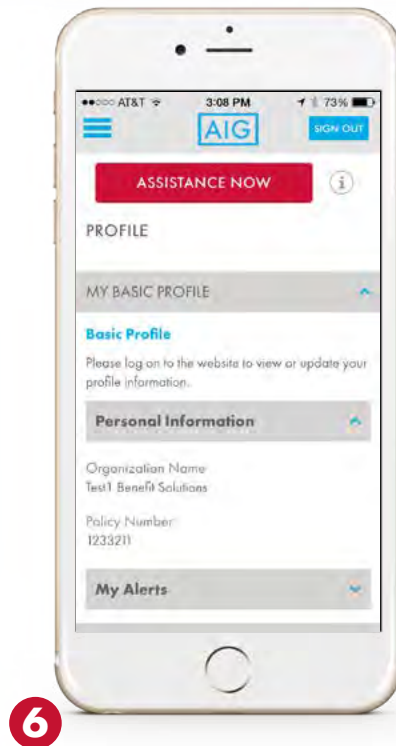 AT&T 3:08 PM 73%
AIG SIGN OUT
ASSISTANCE NOW i
PROFILE
MY BASIC PROFILE
Basic Profile
Please log on to the website to view or update your
profile information.
Personal Information
Organization Name
Test1 Benefit Solutions
Policy Number
1233211
My Alerts
6